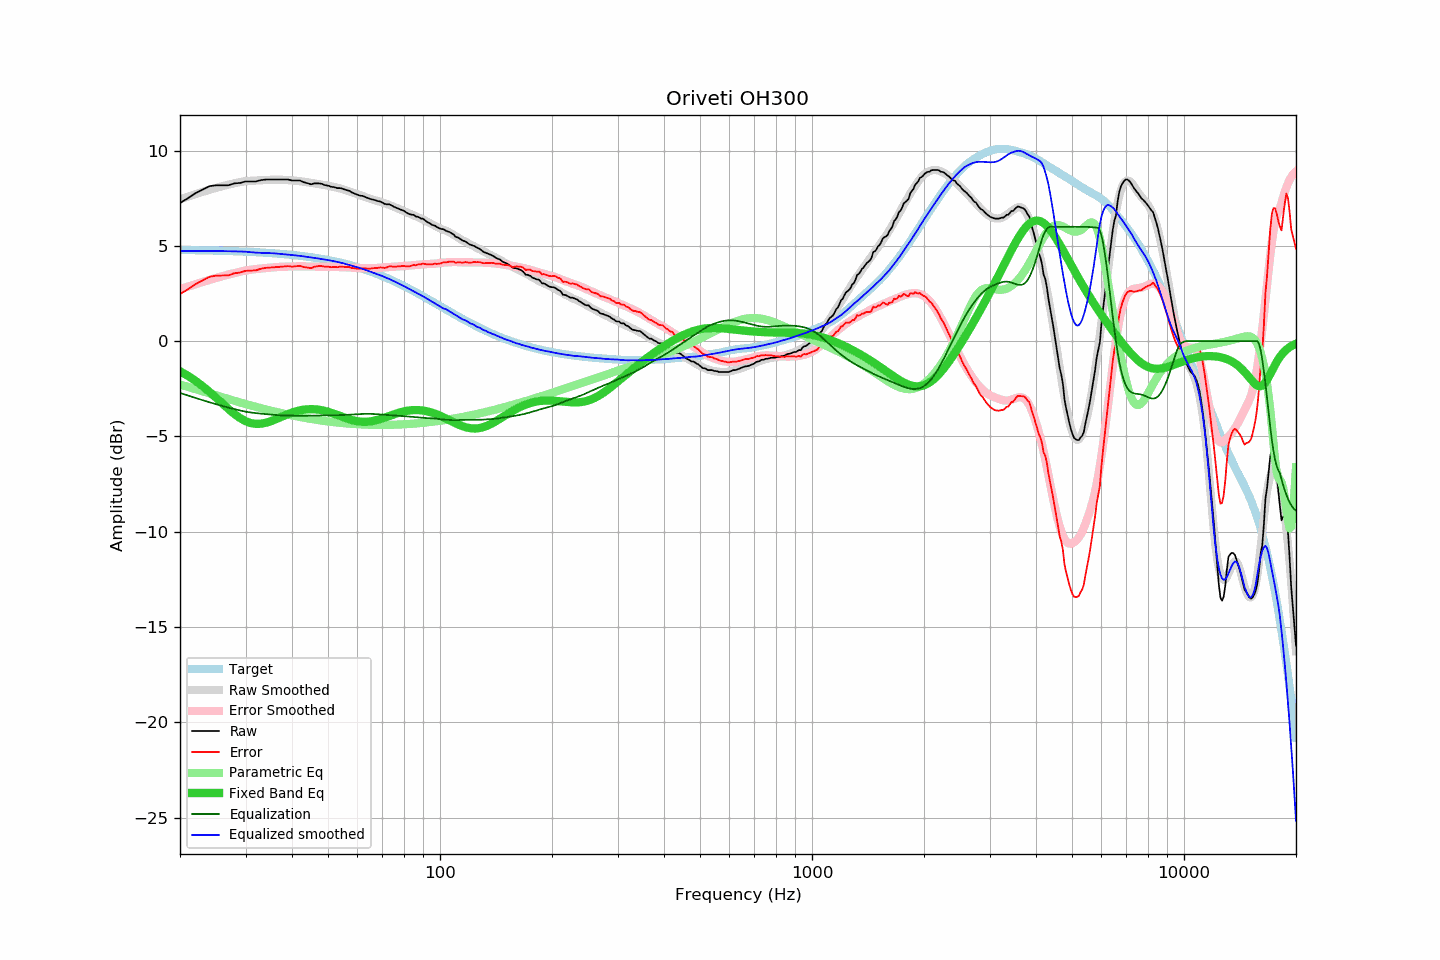 Oriveti OH300
10
5
0
−5
−10
−15
−20
−25
Amplitude (dBr)
Target
Raw Smoothed
Error Smoothed
Raw
Error
Parametric Eq
Fixed Band Eq
Equalization
Equalized smoothed
100
1000
10000
Frequency (Hz)